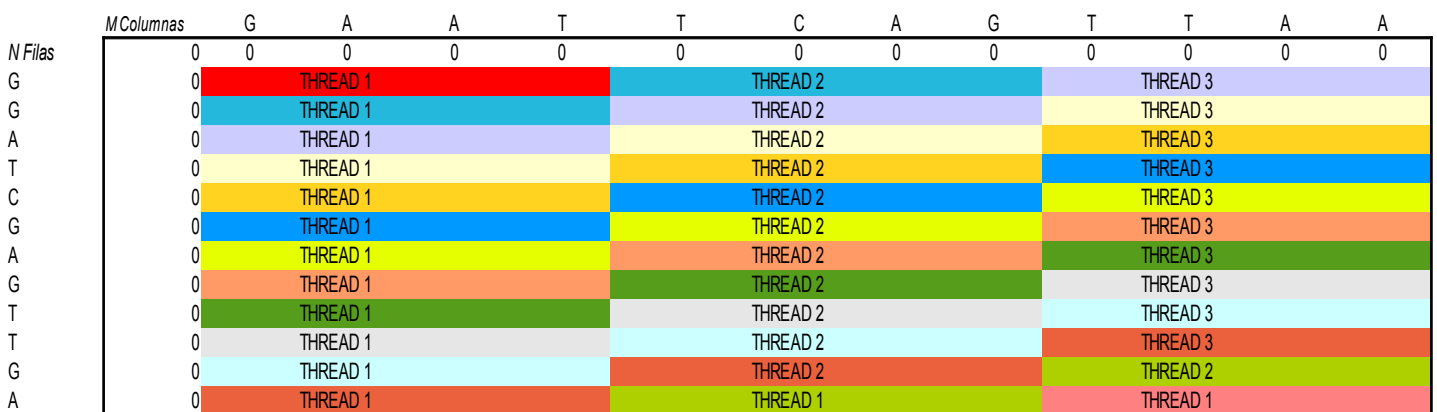 M Columnas G A A T T C A G T T A A
N Filas 0 0 0 0 0 0 0 0 0 0 0 0 0
G 0 THREAD 1 THREAD 2 THREAD 3
G 0 THREAD 1 THREAD 2 THREAD 3
A 0 THREAD 1 THREAD 2 THREAD 3
T 0 THREAD 1 THREAD 2 THREAD 3
C 0 THREAD 1 THREAD 2 THREAD 3
G 0 THREAD 1 THREAD 2 THREAD 3
A 0 THREAD 1 THREAD 2 THREAD 3
G 0 THREAD 1 THREAD 2 THREAD 3
T 0 THREAD 1 THREAD 2 THREAD 3
T 0 THREAD 1 THREAD 2 THREAD 3
G 0 THREAD 1 THREAD 2 THREAD 2
A 0 THREAD 1 THREAD 1 THREAD 1